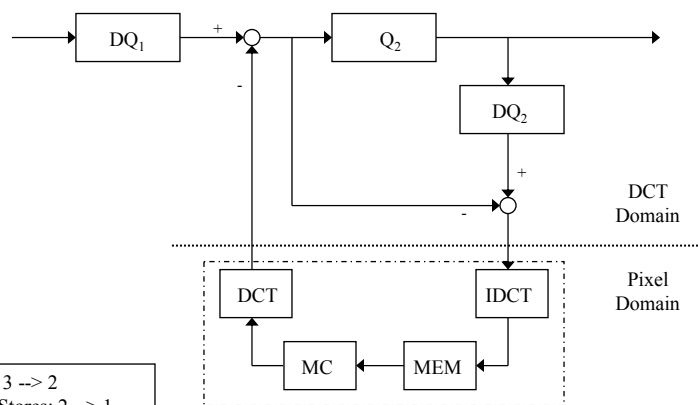 DQ1
+
Q2
-
DQ2
+
-
DCT
Domain
Pixel
Domain
DCT
IDCT
MC
MEM
3 --> 2